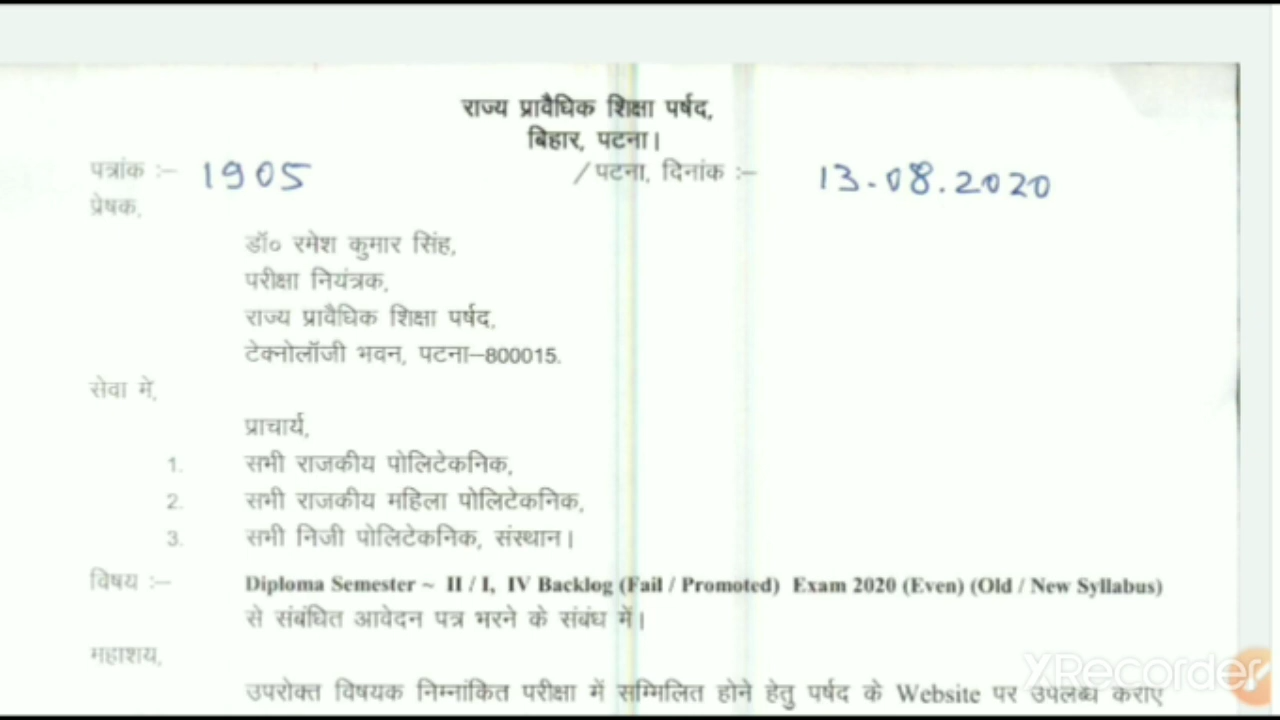 राज्य प्रावैधिक शिक्षा पर्षद,
बिहार, पटना।
पत्रांक :- 1905 / पटना, दिनांक :- 13.08.2020
प्रेषक,
डॉ० रमेश कुमार सिंह,
परीक्षा नियंत्रक,
राज्य प्रावैधिक शिक्षा पर्षद,
टेक्नोलॉजी भवन, पटना–800015.
सेवा में,
प्राचार्य,
1. सभी राजकीय पोलिटेकनिक,
2. सभी राजकीय महिला पोलिटेकनिक,
3. सभी निजी पोलिटेकनिक, संस्थान।
विषय :- Diploma Semester ~ II / I, IV Backlog (Fail / Promoted) Exam 2020 (Even) (Old / New Syllabus)
से संबंधित आवेदन पत्र भरने के संबंध में।
महाशय,
उपरोक्त विषयक निम्नांकित परीक्षा में सम्मिलित होने हेतु पर्षद के Website पर उपलब्ध कराए
XRecorder